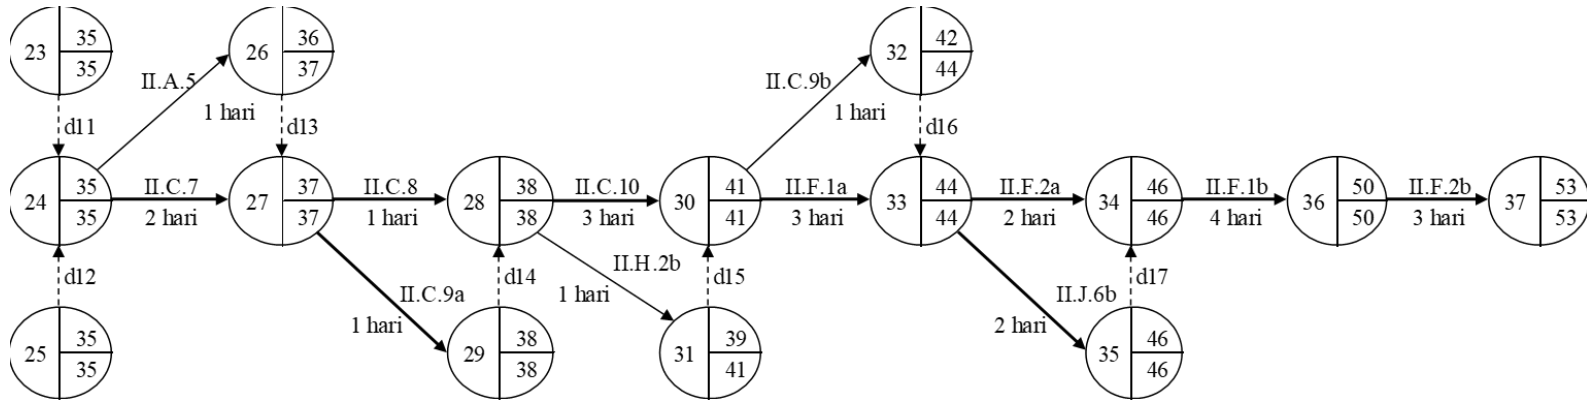 23 35 26 36 32 42
35 37 44
II.A.5 II.C.9b
1 hari 1 hari
d11 d13 d16
24 35 II.C.7 27 37 II.C.8 28 38 II.C.10 30 41 II.F.1a 33 44 II.F.2a 34 46 II.F.1b 36 50 II.F.2b 37 53
35 2 hari 37 1 hari 38 3 hari 41 3 hari 44 2 hari 46 4 hari 50 3 hari 53
d12 II.C.9a d14 II.H.2b d15 II.J.6b d17
1 hari 1 hari 2 hari
25 35 29 38 31 39 35 46
35 38 41 46